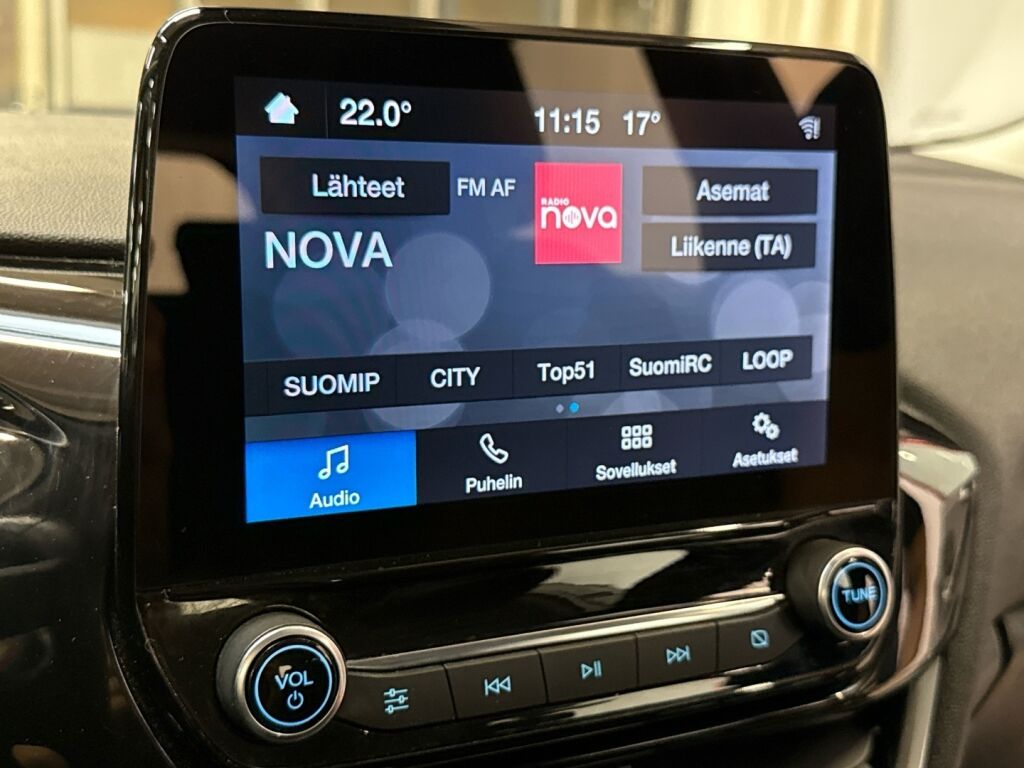 22.0° 11:15 17°
Lähteet FM AF RADIO nova Asemat
NOVA Liikenne (TA)
SUOMIP CITY Top51 SuomiRC LOOP
Audio Puhelin Sovellukset Asetukset
VOL TUNE